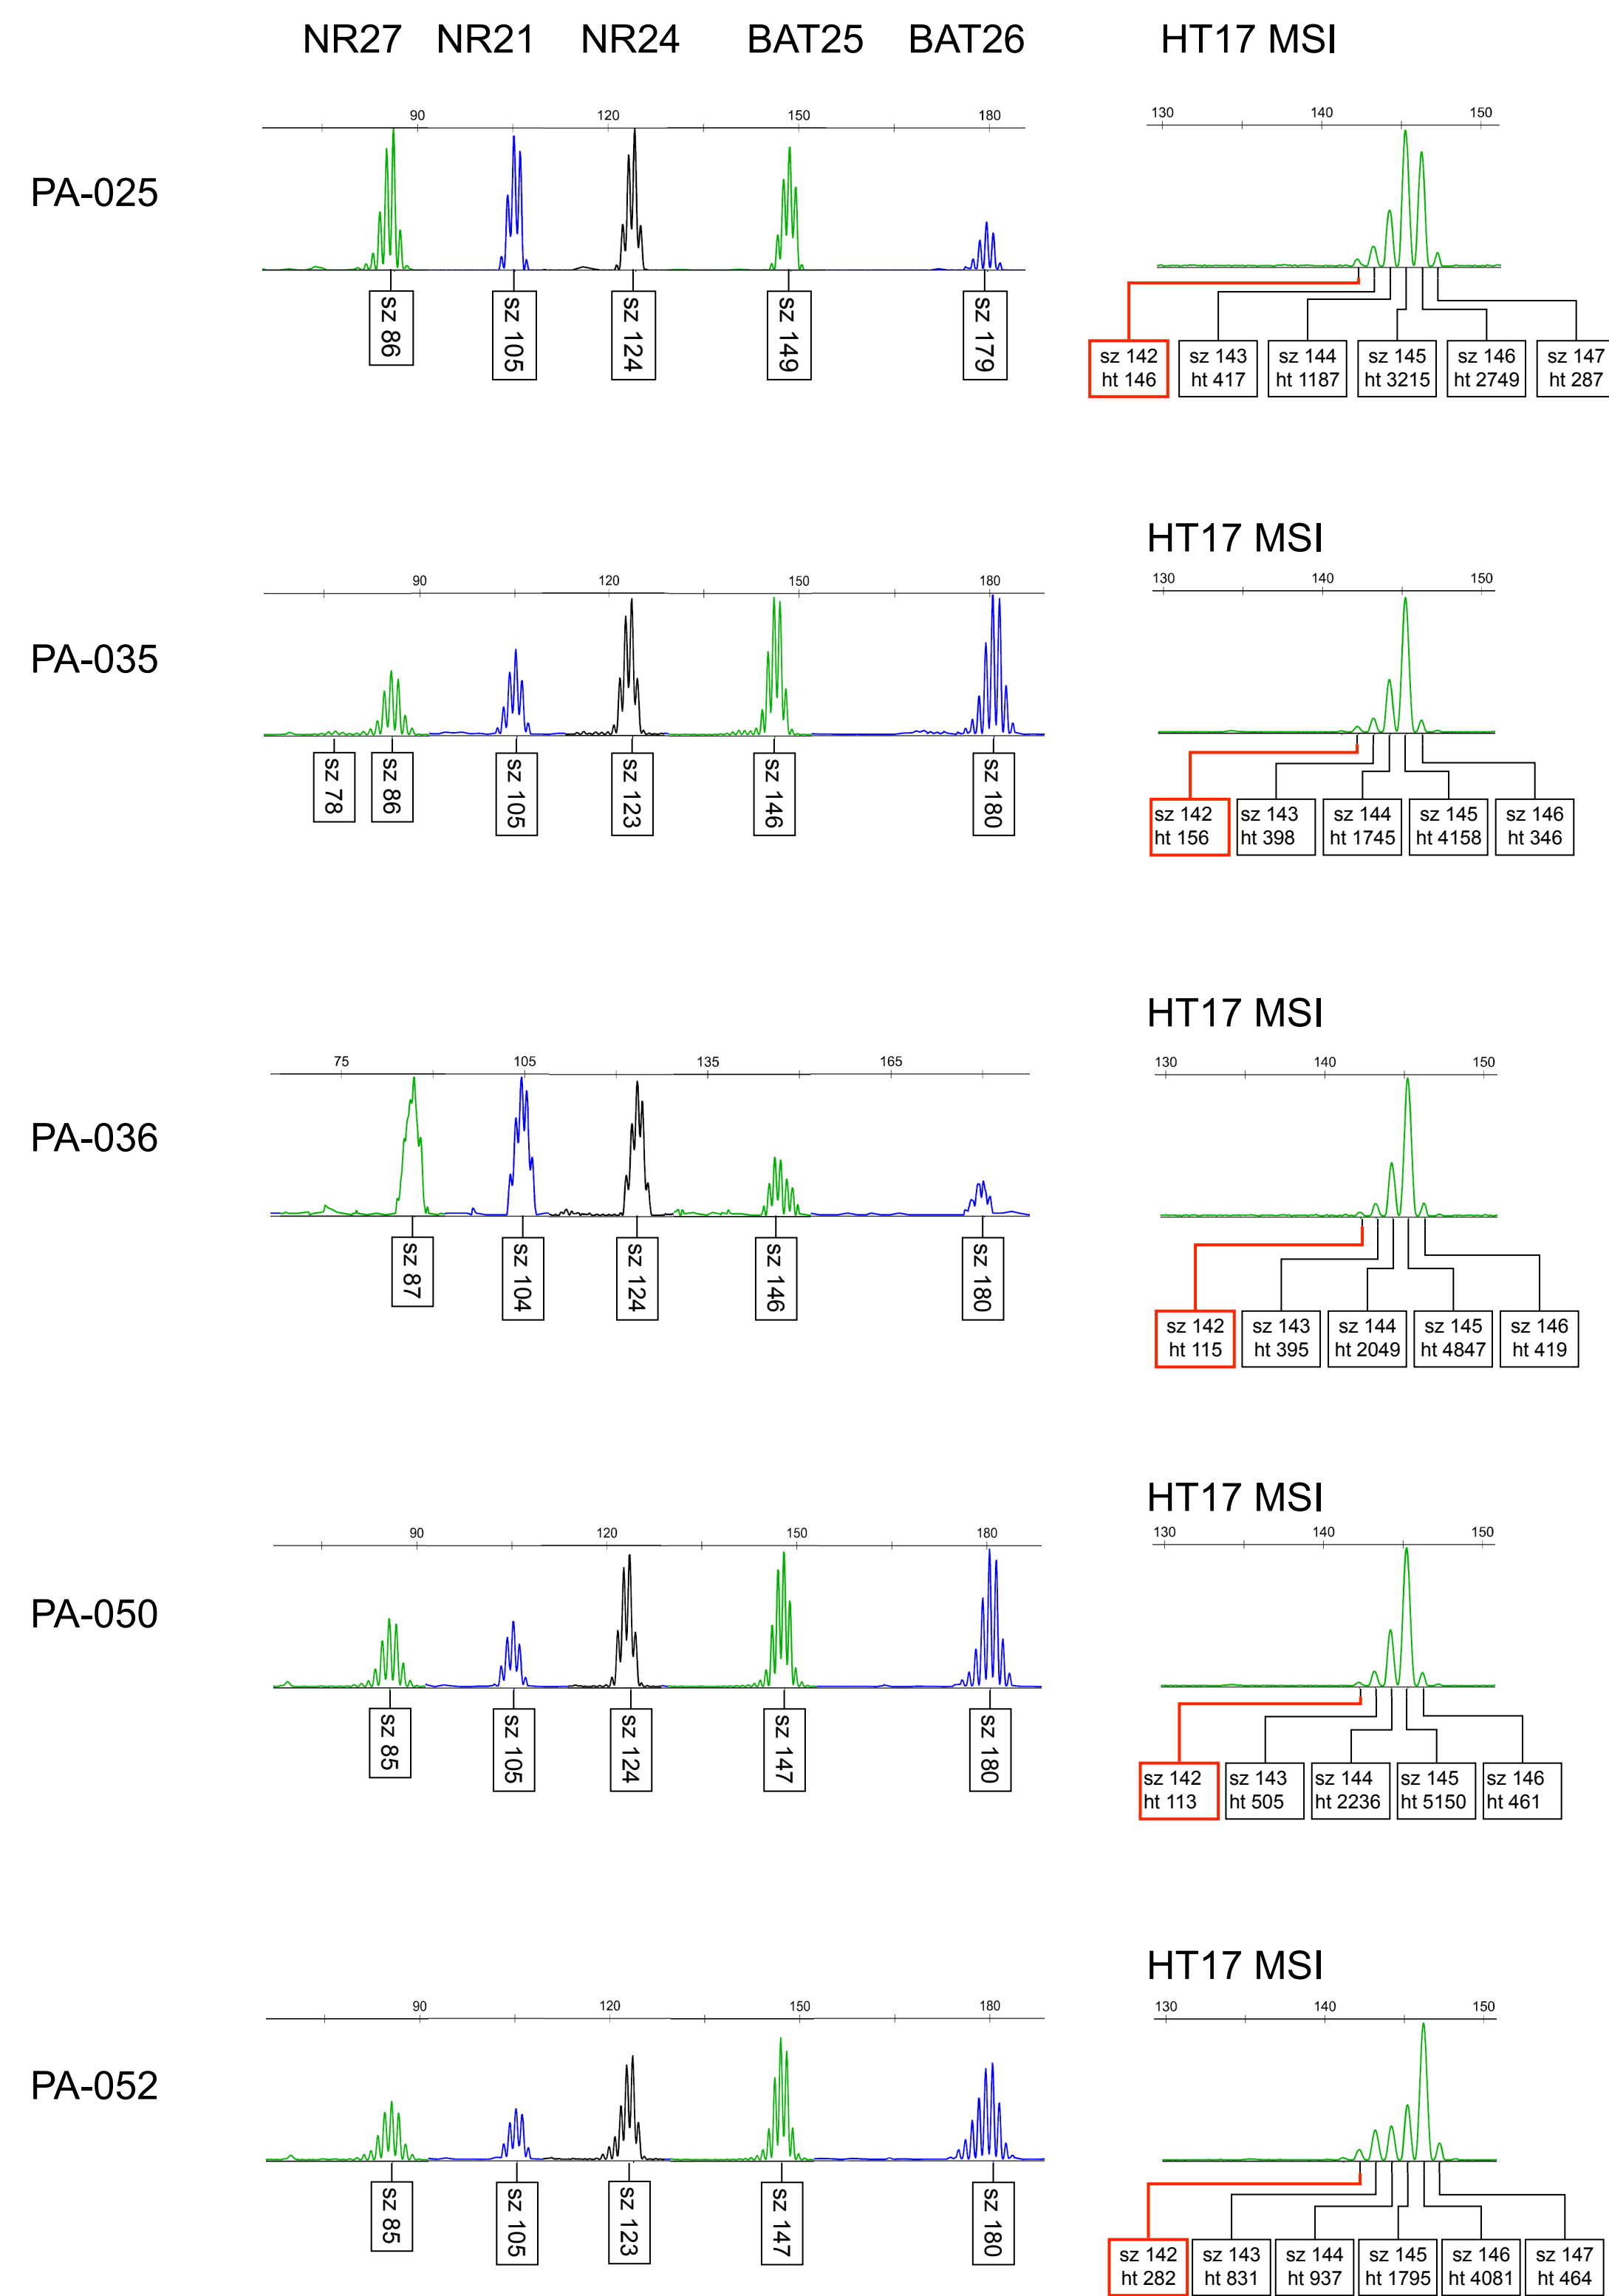 NR27 NR21 NR24 BAT25 BAT26 HT17 MSI
90 120 150 180
130 140 150
PA-025
sz 86
sz 105
sz 124
sz 149
sz 179
sz 142
ht 146
sz 143
ht 417
sz 144
ht 1187
sz 145
ht 3215
sz 146
ht 2749
sz 147
ht 287
HT17 MSI
90 120 150 180
130 140 150
PA-035
sz 78
sz 86
sz 105
sz 123
sz 146
sz 180
sz 142
ht 156
sz 143
ht 398
sz 144
ht 1745
sz 145
ht 4158
sz 146
ht 346
HT17 MSI
75 105 135 165
130 140 150
PA-036
sz 87
sz 104
sz 124
sz 146
sz 180
sz 142
ht 115
sz 143
ht 395
sz 144
ht 2049
sz 145
ht 4847
sz 146
ht 419
HT17 MSI
90 120 150 180
130 140 150
PA-050
sz 85
sz 105
sz 124
sz 147
sz 180
sz 142
ht 113
sz 143
ht 505
sz 144
ht 2236
sz 145
ht 5150
sz 146
ht 461
HT17 MSI
90 120 150 180
130 140 150
PA-052
sz 85
sz 105
sz 123
sz 147
sz 180
sz 142
ht 282
sz 143
ht 831
sz 144
ht 937
sz 145
ht 1795
sz 146
ht 4081
sz 147
ht 464